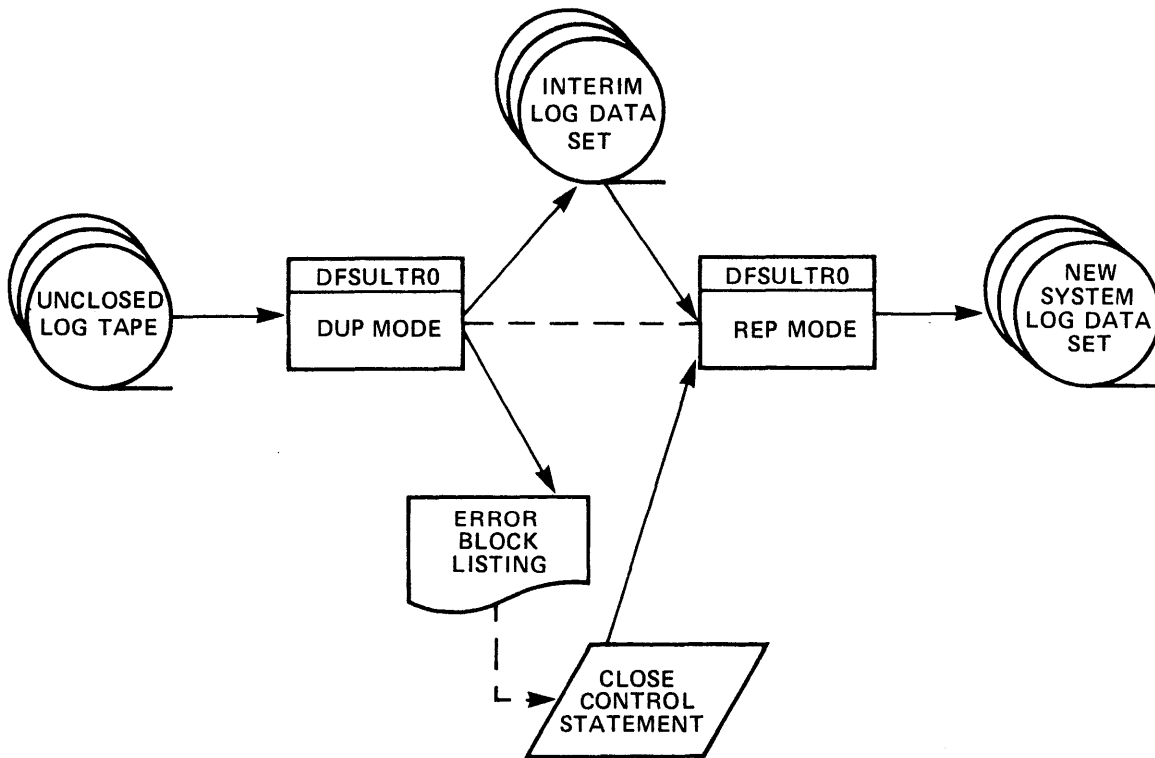 INTERIM
LOG DATA
SET
UNCLOSED
LOG TAPE
DFSULTR0
DUP MODE
DFSULTR0
REP MODE
NEW
SYSTEM
LOG DATA
SET
ERROR
BLOCK
LISTING
CLOSE
CONTROL
STATEMENT